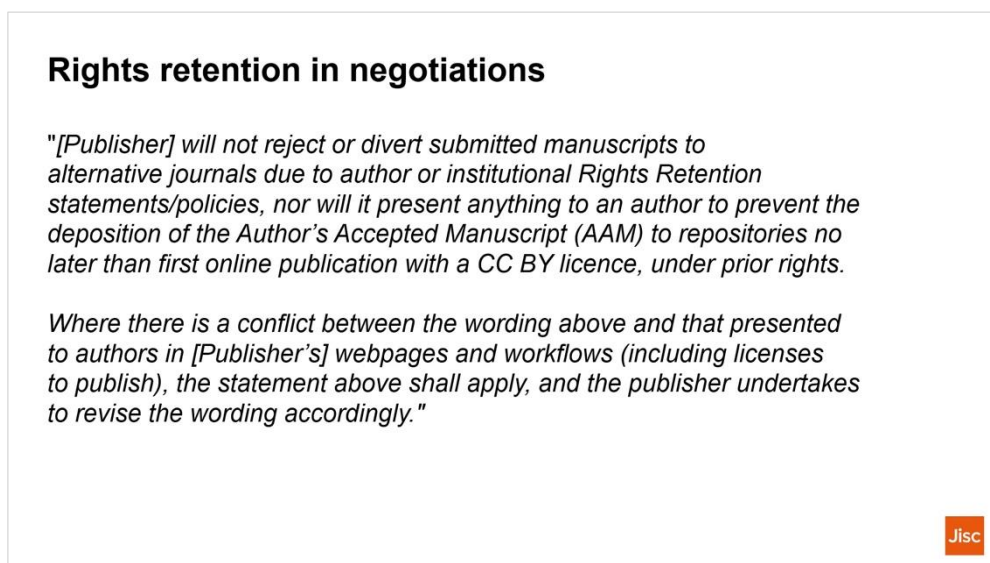 Rights retention in negotiations
"[Publisher] will not reject or divert submitted manuscripts to
alternative journals due to author or institutional Rights Retention
statements/policies, nor will it present anything to an author to prevent the
deposition of the Author’s Accepted Manuscript (AAM) to repositories no
later than first online publication with a CC BY licence, under prior rights.
Where there is a conflict between the wording above and that presented
to authors in [Publisher’s] webpages and workflows (including licenses
to publish), the statement above shall apply, and the publisher undertakes
to revise the wording accordingly."
Jisc